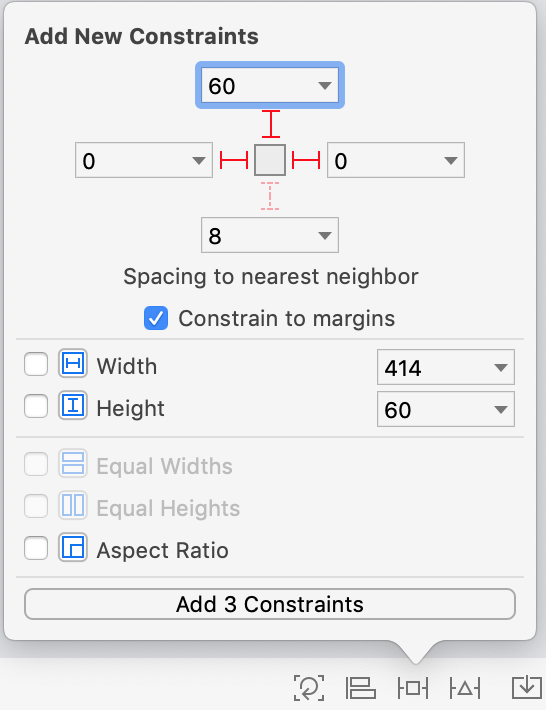 Add New Constraints
60
0 0
8
Spacing to nearest neighbor
Constrain to margins
Width 414
Height 60
Equal Widths
Equal Heights
Aspect Ratio
Add 3 Constraints